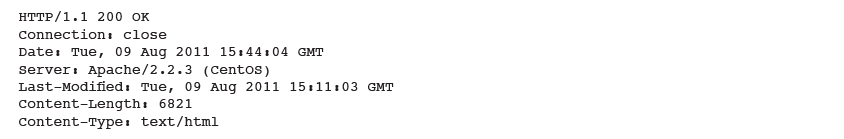 HTTP/1.1 200 OK
Connection: close
Date: Tue, 09 Aug 2011 15:44:04 GMT
Server: Apache/2.2.3 (CentOS)
Last-Modified: Tue, 09 Aug 2011 15:11:03 GMT
Content-Length: 6821
Content-Type: text/html